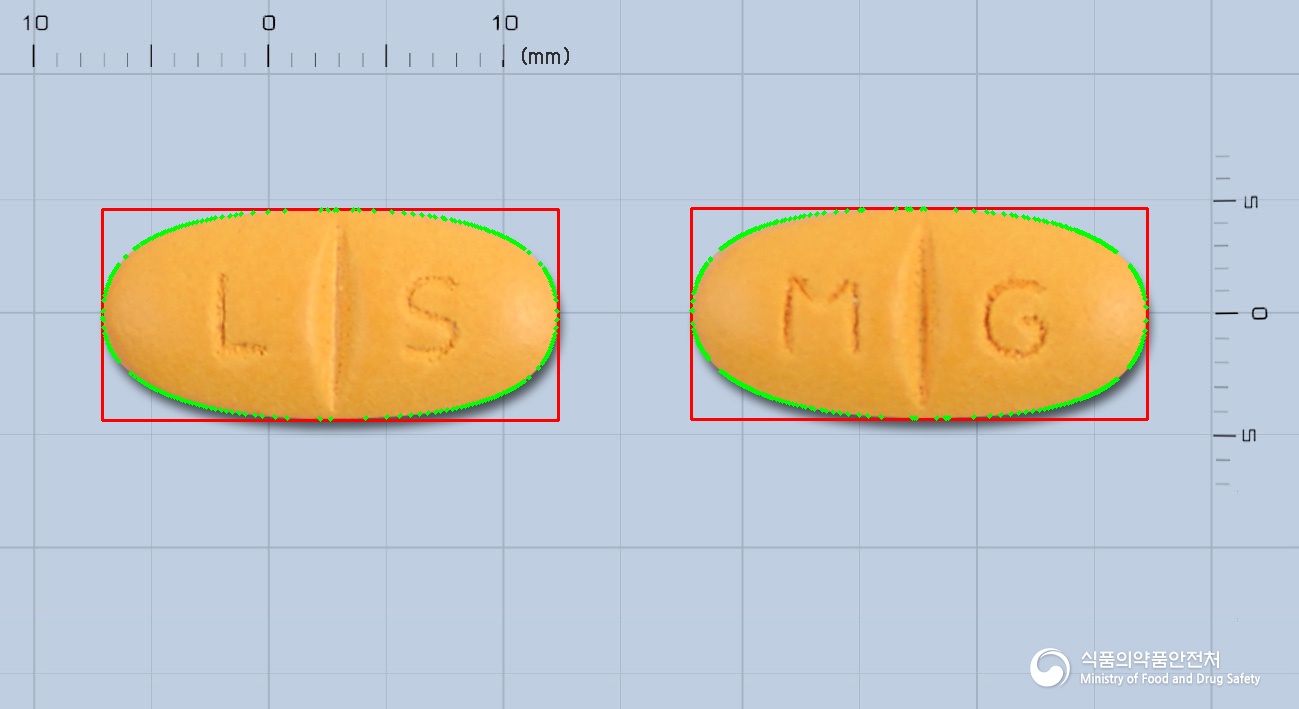 10 0 10
(mm)
L S
M G
5
0
5
식품의약품안전처
Ministry of Food and Drug Safety